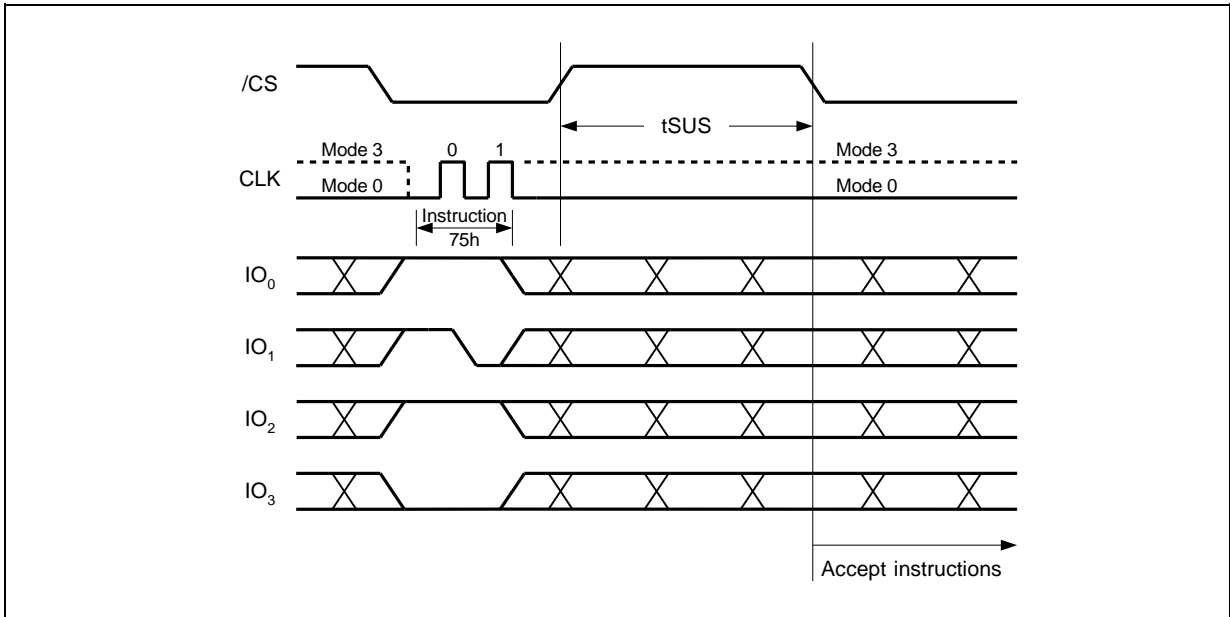 /CS
tSUS
Mode 3 0 1 Mode 3
CLK
Mode 0 Mode 0
Instruction
75h
IO0
IO1
IO2
IO3
Accept instructions